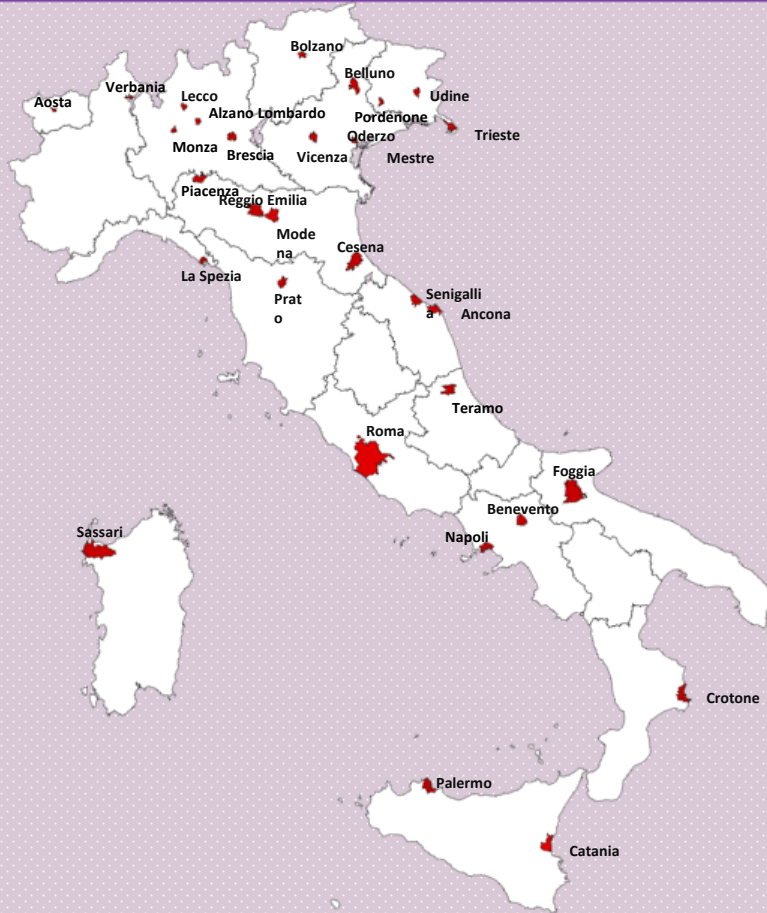 Bolzano
Belluno
Verbania
Lecco
Udine
Aosta
Alzano Lombardo
Pordenone
Oderzo
Trieste
Monza
Brescia
Vicenza
Mestre
Piacenza
Reggio Emilia
Mode
na
Cesena
La Spezia
Prat
o
Senigalli
a
Ancona
Teramo
Roma
Foggia
Benevento
Napoli
Sassari
Crotone
Palermo
Catania